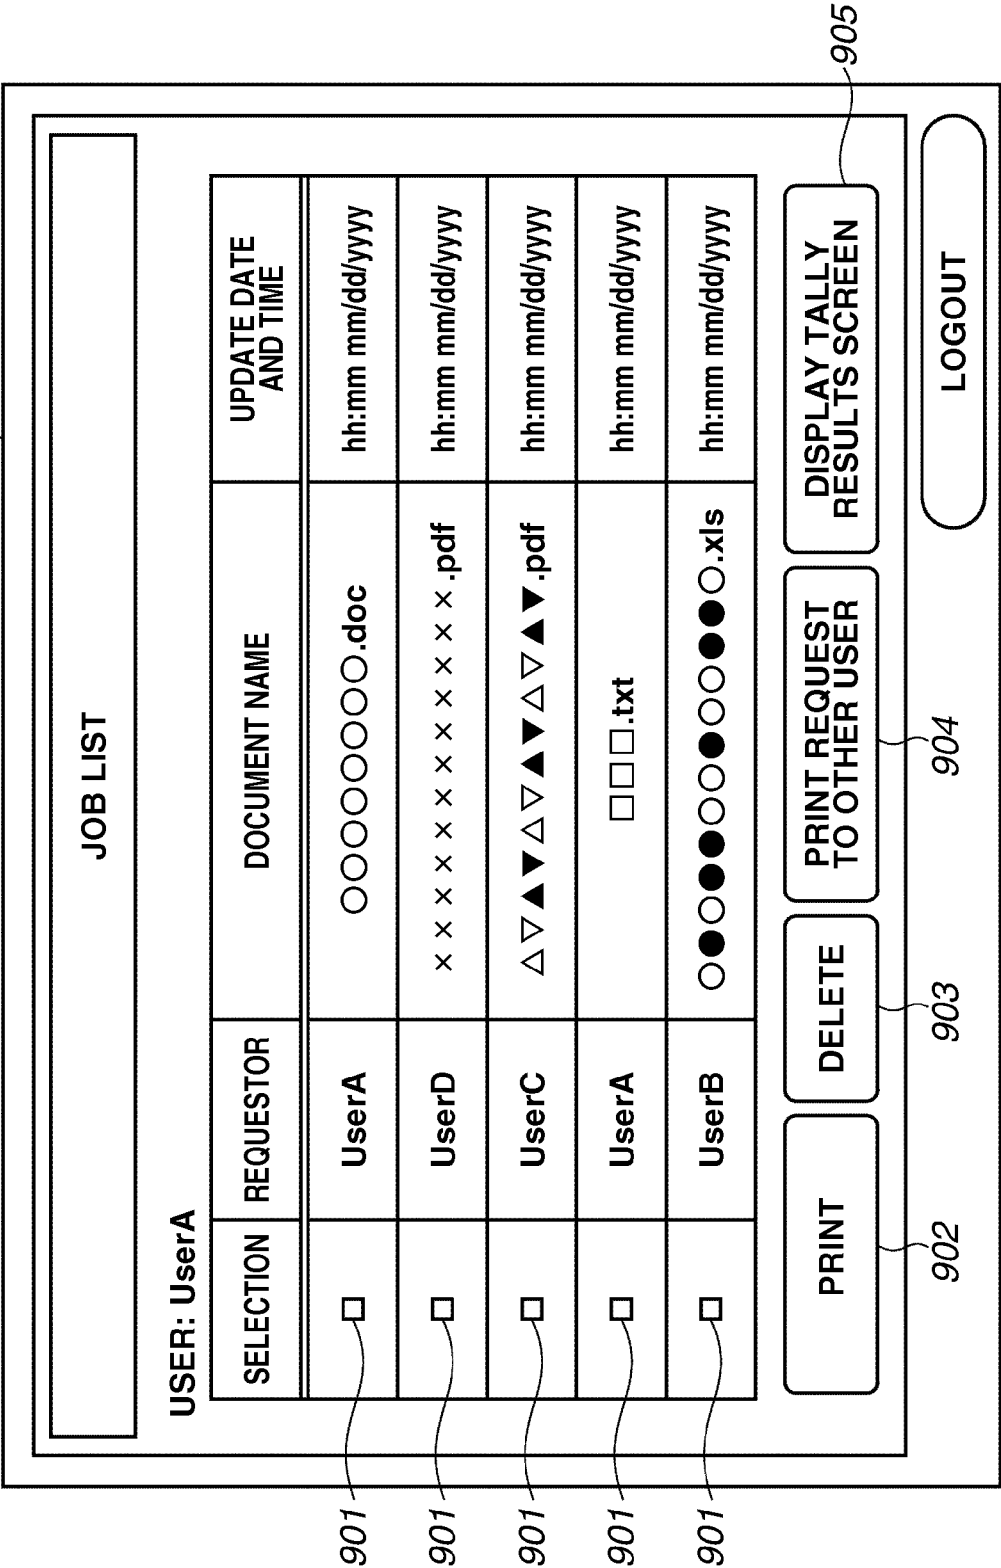 JOB LIST
USER: UserA
SELECTION REQUESTOR DOCUMENT NAME UPDATE DATE
AND TIME
901 □ UserA ○○○○○○○○.doc hh:mm mm/dd/yyyy
901 □ UserD ××××××××××××.pdf hh:mm mm/dd/yyyy
901 □ UserC △▽▲▼△▽▲▼△▽▲▼.pdf hh:mm mm/dd/yyyy
901 □ UserA □□□.txt hh:mm mm/dd/yyyy
901 □ UserB ○●○●●○○●○○●●○.xls hh:mm mm/dd/yyyy
PRINT
DELETE
PRINT REQUEST
TO OTHER USER
DISPLAY TALLY
RESULTS SCREEN
905
902
903
904
LOGOUT